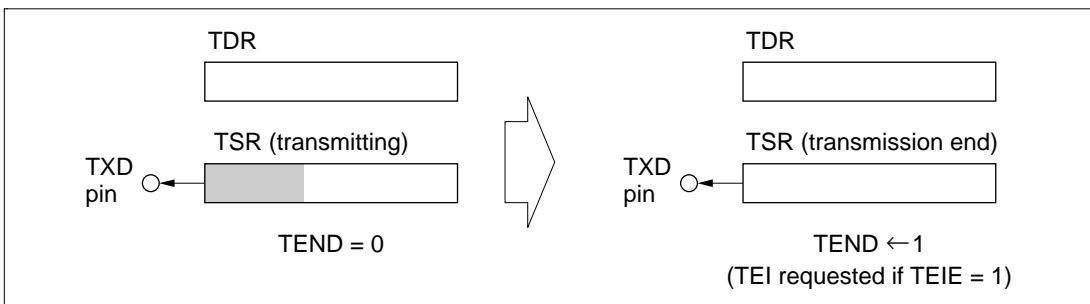 TDR
TSR (transmitting)
TXD
pin
TEND = 0
TDR
TSR (transmission end)
TXD
pin
TEND ←1
(TEI requested if TEIE = 1)